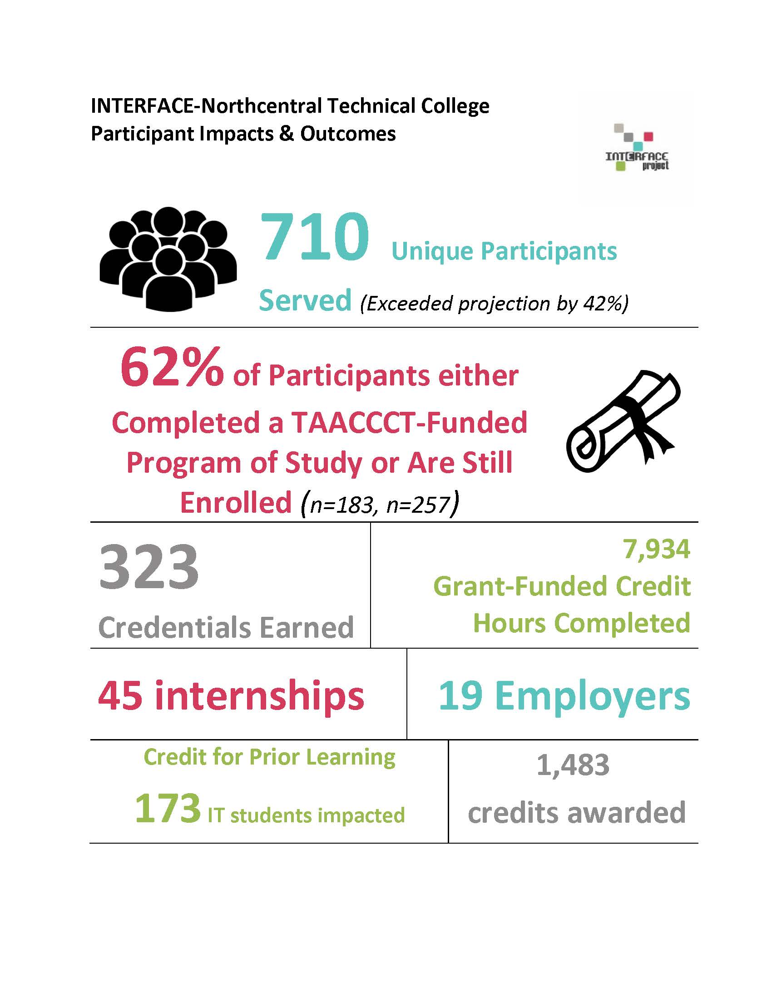 INTERFACE-Northcentral Technical College
Participant Impacts & Outcomes
INTERFACE
project
710 Unique Participants
Served (Exceeded projection by 42%)
62% of Participants either
Completed a TAACCCT-Funded
Program of Study or Are Still
Enrolled (n=183, n=257)
323
Credentials Earned
7,934
Grant-Funded Credit
Hours Completed
45 internships
19 Employers
Credit for Prior Learning
173 IT students impacted
1,483
credits awarded